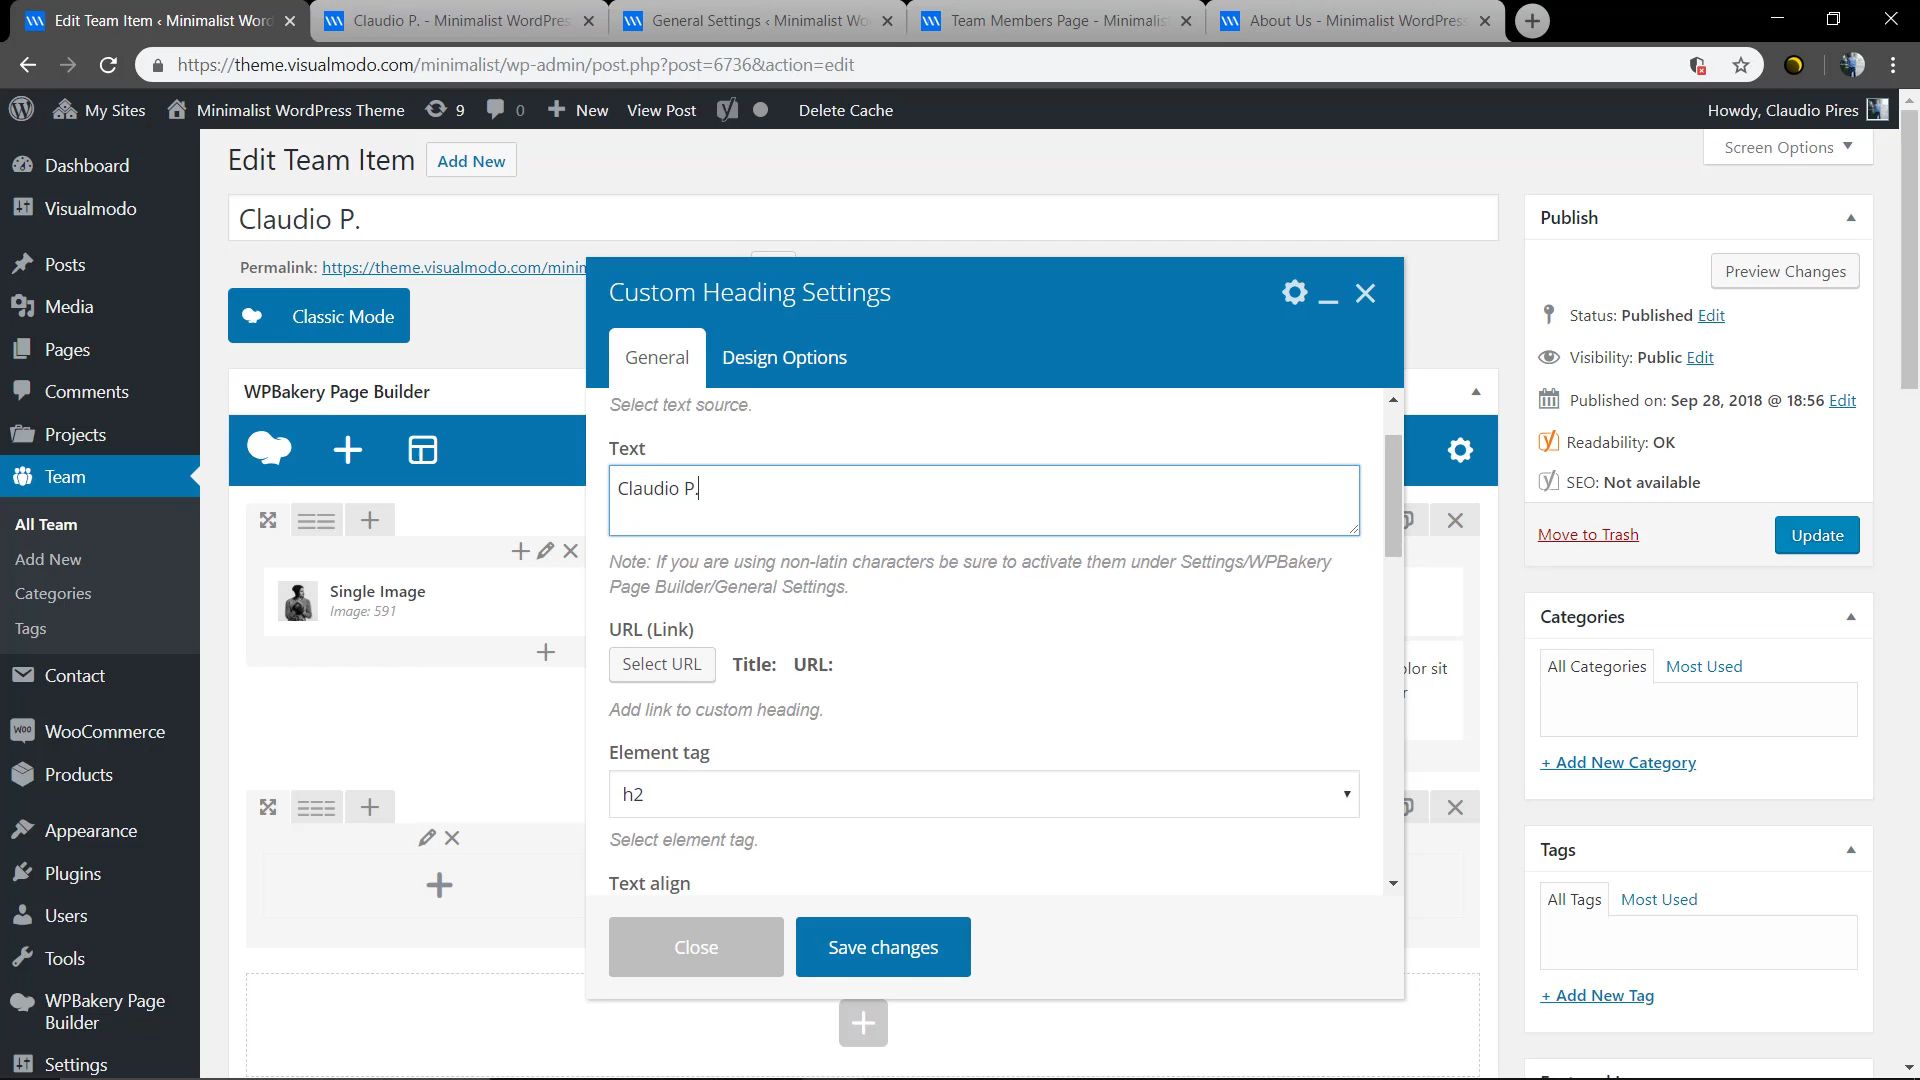 Edit Team Item ‹ Minimalist Word
Claudio P. - Minimalist WordPress
General Settings ‹ Minimalist Wo
Team Members Page - Minimalis
About Us - Minimalist WordPress
https://theme.visualmodo.com/minimalist/wp-admin/post.php?post=6736&action=edit
My Sites
Minimalist WordPress Theme
9
0
New
View Post
Delete Cache
Howdy, Claudio Pires
Dashboard
Visualmodo
Posts
Media
Pages
Comments
Projects
Team
All Team
Add New
Categories
Tags
Contact
WooCommerce
Products
Appearance
Plugins
Users
Tools
WPBakery Page
Builder
Settings
Edit Team Item
Add New
Screen Options
Claudio P.
Permalink: https://theme.visualmodo.com/minin
Classic Mode
WPBakery Page Builder
Single Image
Image: 591
Custom Heading Settings
General
Design Options
Select text source.
Text
Claudio P.
Note: If you are using non-latin characters be sure to activate them under Settings/WPBakery
Page Builder/General Settings.
URL (Link)
Select URL
Title: URL:
Add link to custom heading.
Element tag
h2
Select element tag.
Text align
Close
Save changes
olor sit
Publish
Preview Changes
Status: Published Edit
Visibility: Public Edit
Published on: Sep 28, 2018 @ 18:56 Edit
Readability: OK
SEO: Not available
Move to Trash
Update
Categories
All Categories
Most Used
+ Add New Category
Tags
All Tags
Most Used
+ Add New Tag